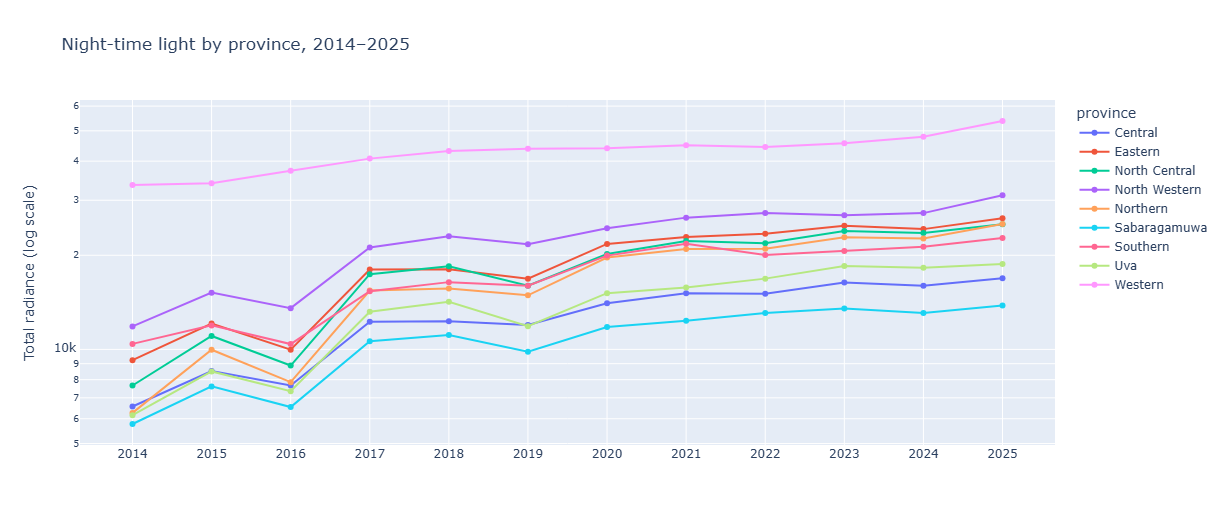 Night-time light by province, 2014–2025
Total radiance (log scale)
6
5
4
3
2
10k
9
8
7
6
5
2014 2015 2016 2017 2018 2019 2020 2021 2022 2023 2024 2025
province
Central
Eastern
North Central
North Western
Northern
Sabaragamuwa
Southern
Uva
Western